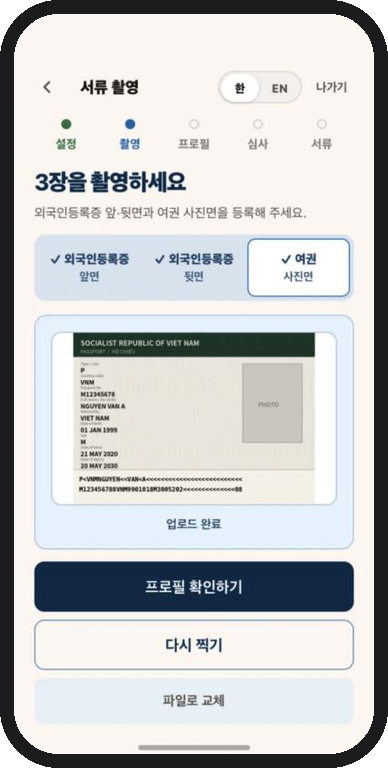 서류 촬영
한
EN
나가기
설정
촬영
프로필
심사
서류
3장을 촬영하세요
외국인등록증 앞·뒷면과 여권 사진면을 등록해 주세요.
✓ 외국인등록증
앞면
✓ 외국인등록증
뒷면
✓ 여권
사진면
SOCIALIST REPUBLIC OF VIET NAM
PASSPORT / HỘ CHIẾU
P
VNM
M12345678
NGUYEN VAN A
VIET NAM
01 JAN 1999
M
21 MAY 2020
20 MAY 2030
PHOTO
업로드 완료
프로필 확인하기
다시 찍기
파일로 교체